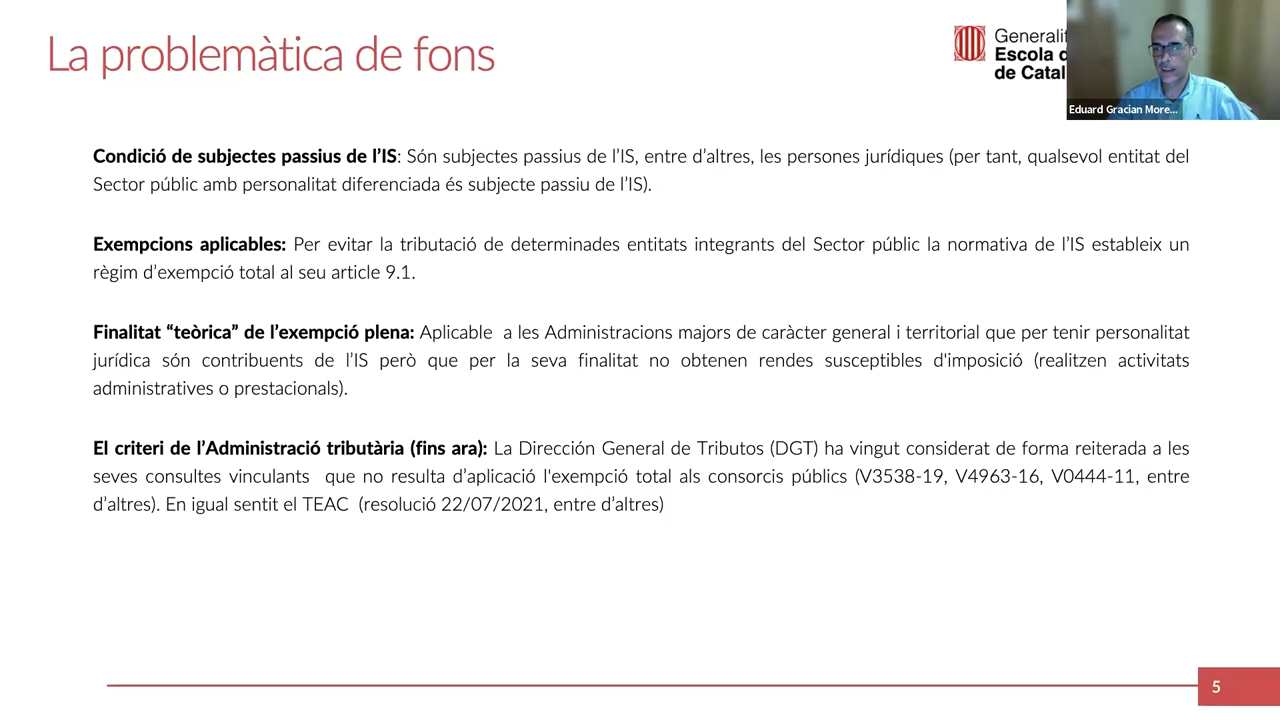 La problemàtica de fons
Generalit
Escola d
de Catal
Eduard Gracian More...
Condició de subjectes passius de l’IS: Són subjectes passius de l’IS, entre d’altres, les persones jurídiques (per tant, qualsevol entitat del
Sector públic amb personalitat diferenciada és subjecte passiu de l’IS).
Exempcions aplicables: Per evitar la tributació de determinades entitats integrants del Sector públic la normativa de l’IS estableix un
règim d’exempció total al seu article 9.1.
Finalitat “teòrica” de l’exempció plena: Aplicable a les Administracions majors de caràcter general i territorial que per tenir personalitat
jurídica són contribuents de l’IS però que per la seva finalitat no obtenen rendes susceptibles d'imposició (realitzen activitats
administratives o prestacionals).
El criteri de l’Administració tributària (fins ara): La Dirección General de Tributos (DGT) ha vingut considerat de forma reiterada a les
seves consultes vinculants que no resulta d’aplicació l'exempció total als consorcis públics (V3538-19, V4963-16, V0444-11, entre
d’altres). En igual sentit el TEAC (resolució 22/07/2021, entre d’altres)
5